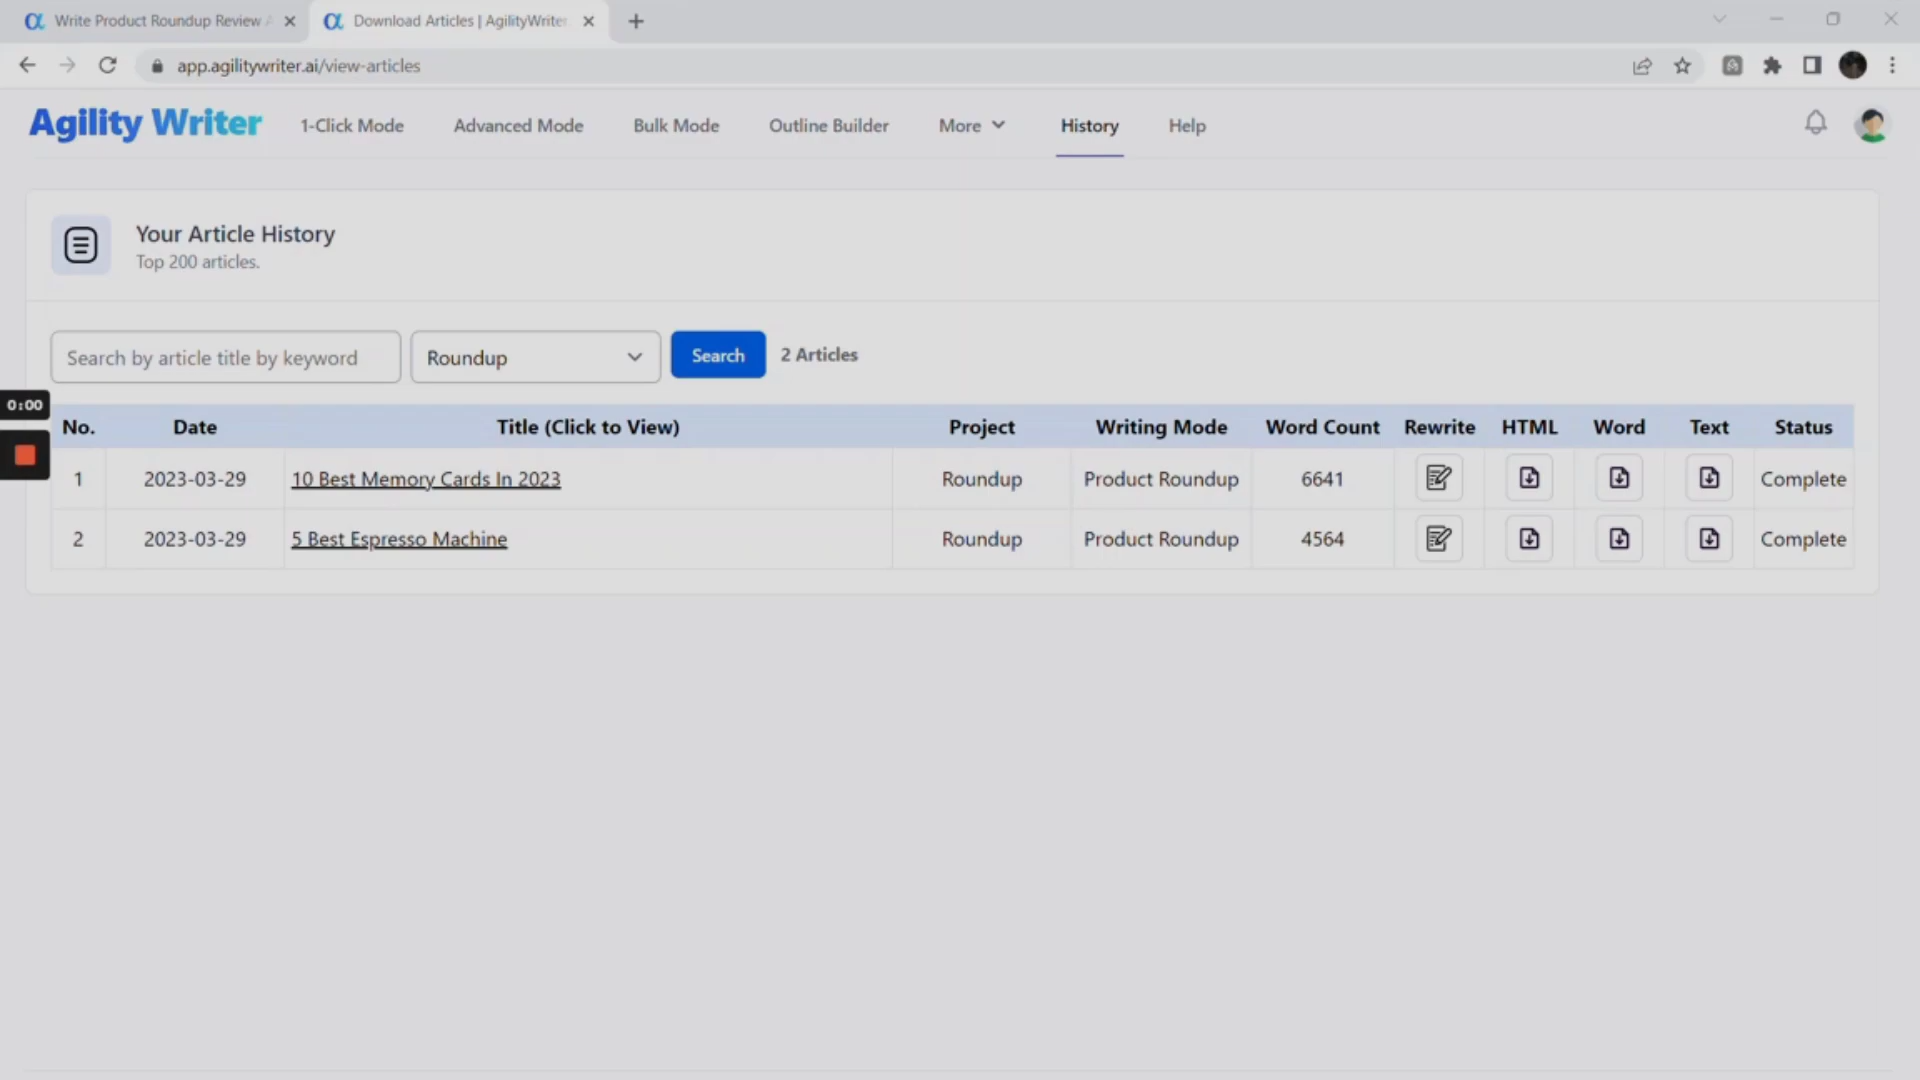 Write Product Roundup Review
Download Articles | AgilityWriter
app.agilitywriter.ai/view-articles
Agility Writer
1-Click Mode
Advanced Mode
Bulk Mode
Outline Builder
More
History
Help
Your Article History
Top 200 articles.
Search by article title by keyword
Roundup
Search
2 Articles
0:00
No. Date Title (Click to View) Project Writing Mode Word Count Rewrite HTML Word Text Status
1 2023-03-29 10 Best Memory Cards In 2023 Roundup Product Roundup 6641 Complete
2 2023-03-29 5 Best Espresso Machine Roundup Product Roundup 4564 Complete